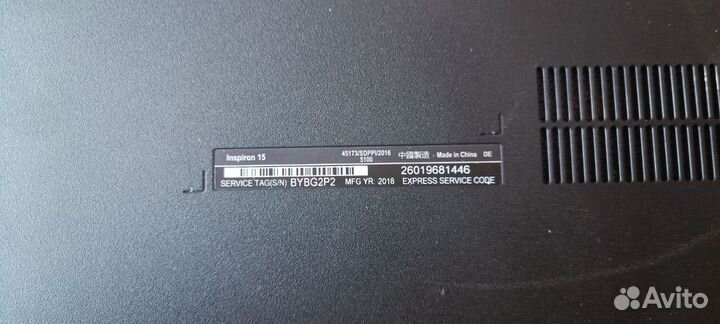 Inspiron 15
45173/SDPPI/2016
5100
中國製造 . Made in China DE
26019681446
SERVICE TAG(S/N) BYBG2P2 MFG YR 2018 EXPRESS SERVICE CODE
Avito